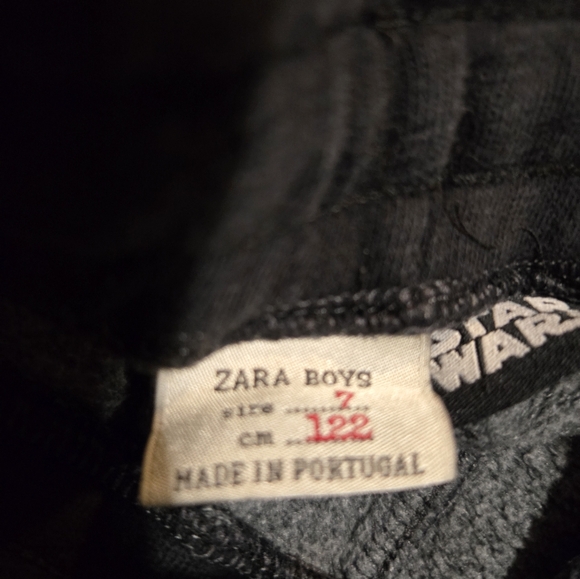 STAR
WARS
ZARA BOYS
size ......7...
cm ...122
MADE IN PORTUGAL